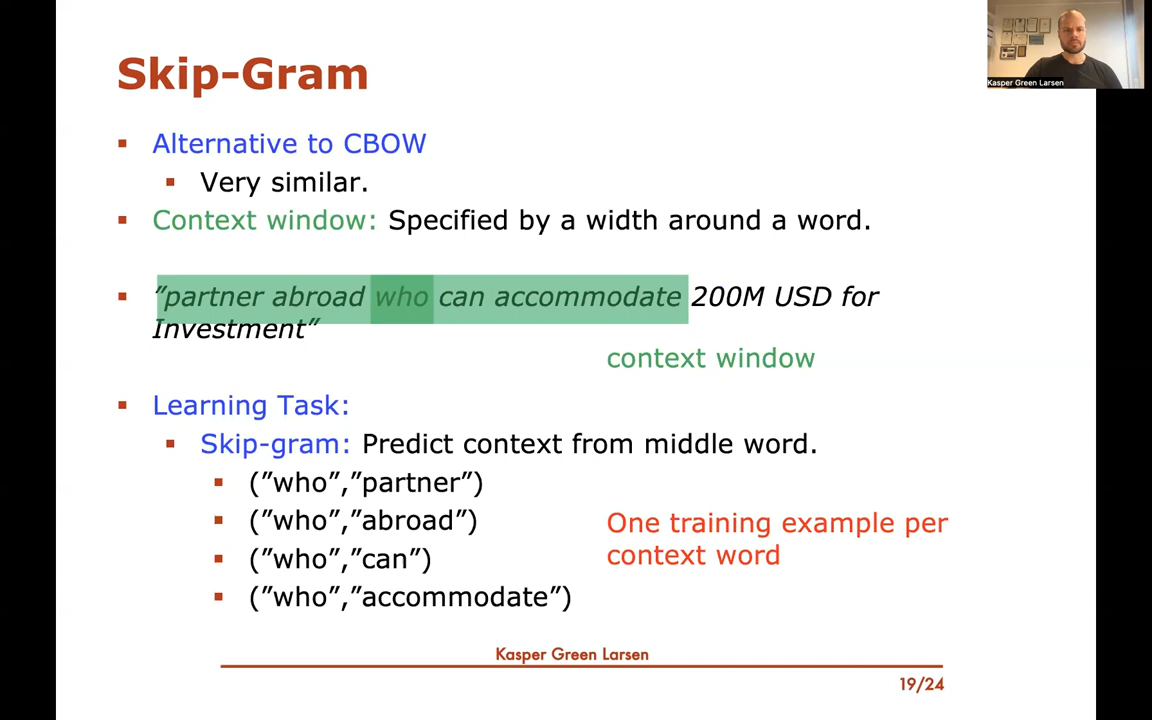 Skip-Gram
Kasper Green Larsen
▪ Alternative to CBOW
▪ Very similar.
▪ Context window: Specified by a width around a word.
▪ ”partner abroad who can accommodate 200M USD for
Investment”
context window
▪ Learning Task:
▪ Skip-gram: Predict context from middle word.
▪ (”who”,”partner”)
▪ (”who”,”abroad”)
▪ (”who”,”can”)
▪ (”who”,”accommodate”)
One training example per
context word
Kasper Green Larsen
19/24